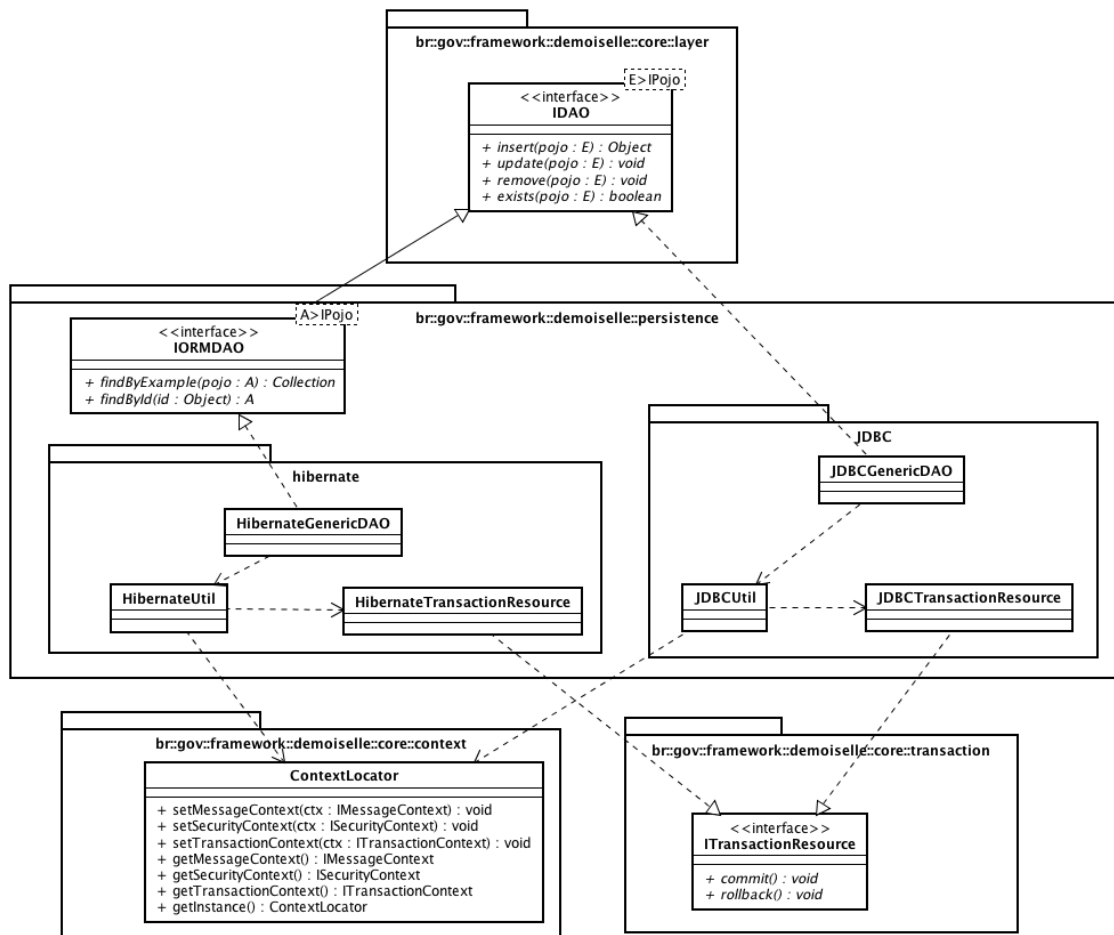 br::gov::framework::demoiselle::core::layer
E>IPojo
<<interface>>
IDAO
+ insert(pojo : E) : Object
+ update(pojo : E) : void
+ remove(pojo : E) : void
+ exists(pojo : E) : boolean
br::gov::framework::demoiselle::persistence
A>IPojo
<<interface>>
IORMDAO
+ findByExample(pojo : A) : Collection
+ findById(id : Object) : A
hibernate
HibernateGenericDAO
HibernateUtil
HibernateTransactionResource
JDBC
JDBCGenericDAO
JDBCUtil
JDBCTransactionResource
br::gov::framework::demoiselle::core::context
ContextLocator
+ setMessageContext(ctx : IMessageContext) : void
+ setSecurityContext(ctx : ISecurityContext) : void
+ setTransactionContext(ctx : ITransactionContext) : void
+ getMessageContext() : IMessageContext
+ getSecurityContext() : ISecurityContext
+ getTransactionContext() : ITransactionContext
+ getInstance() : ContextLocator
br::gov::framework::demoiselle::core::transaction
<<interface>>
ITransactionResource
+ commit() : void
+ rollback() : void